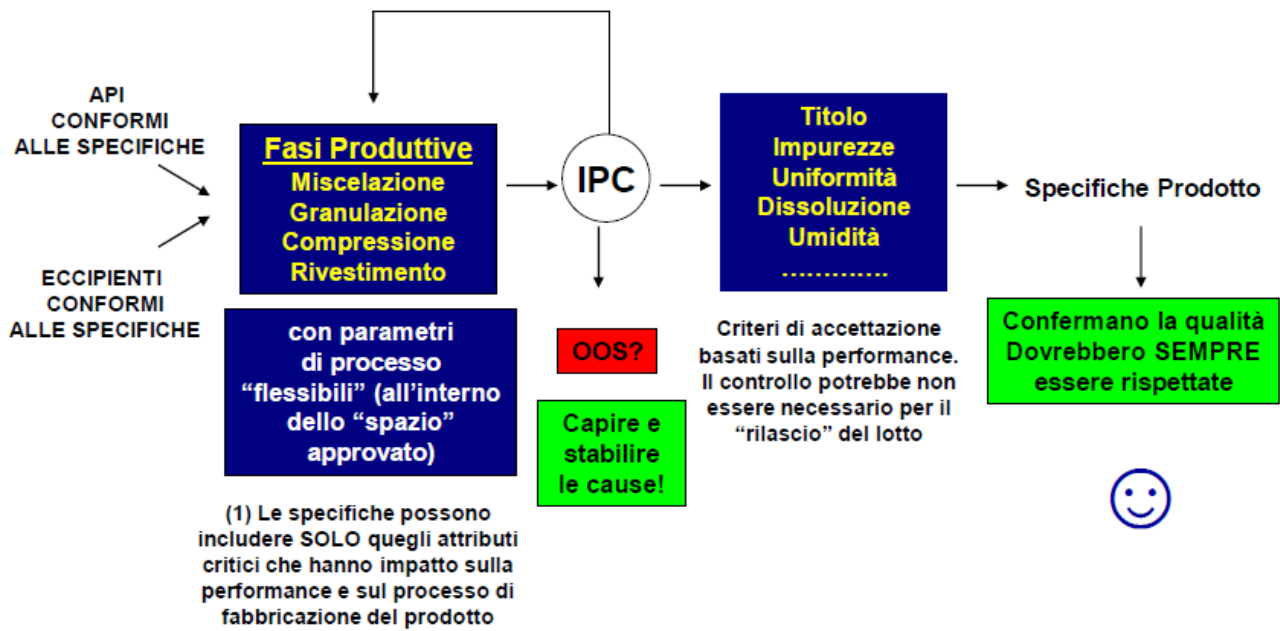 API
CONFORMI
ALLE SPECIFICHE
ECCIPIENTI
CONFORMI
ALLE SPECIFICHE
Fasi Produttive
Miscelazione
Granulazione
Compressione
Rivestimento
con parametri
di processo
“flessibili” (all’interno
dello “spazio”
approvato)
(1) Le specifiche possono
includere SOLO quegli attributi
critici che hanno impatto sulla
performance e sul processo di
fabbricazione del prodotto
IPC
OOS?
Capire e
stabilire
le cause!
Titolo
Impurezze
Uniformità
Dissoluzione
Umidità
.............
Criteri di accettazione
basati sulla performance.
Il controllo potrebbe non
essere necessario per il
“rilascio” del lotto
Specifiche Prodotto
Confermano la qualità
Dovrebbero SEMPRE
essere rispettate